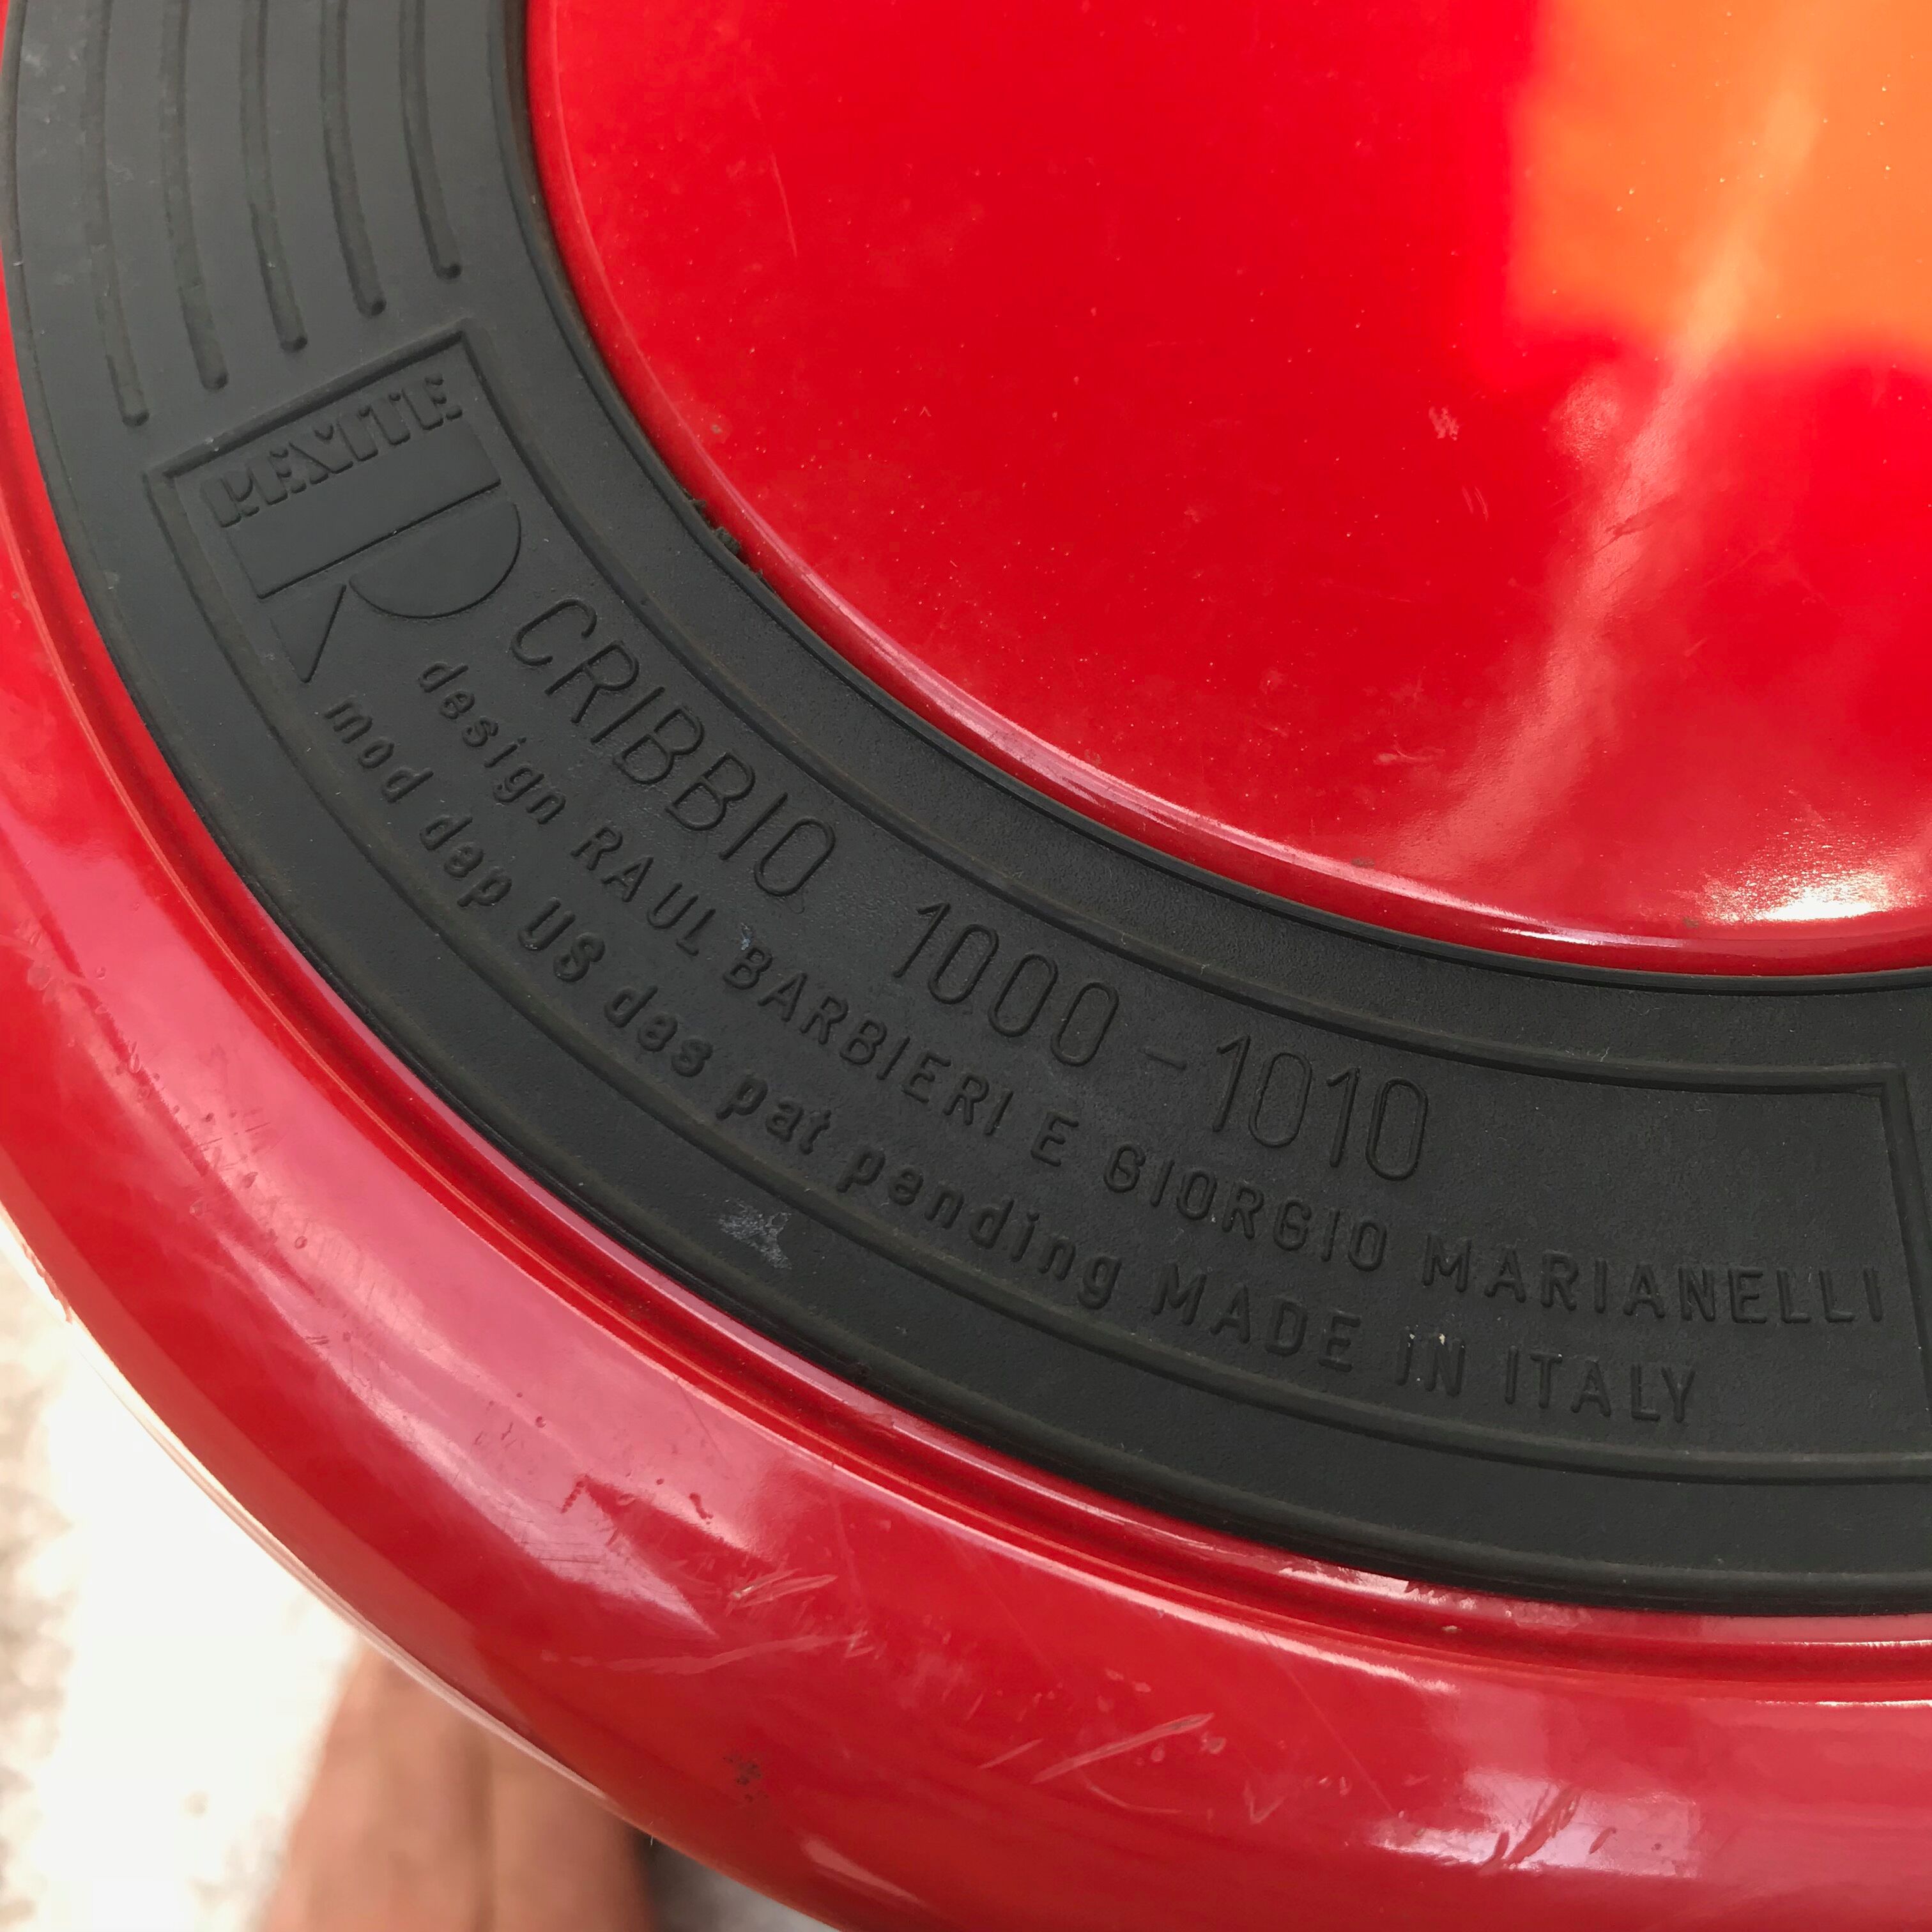 REXITE
CRIBBIO 1000 - 1010
design RAUL BARBIERI E GIORGIO MARIANELLI
mod dep US des pat pending MADE IN ITALY